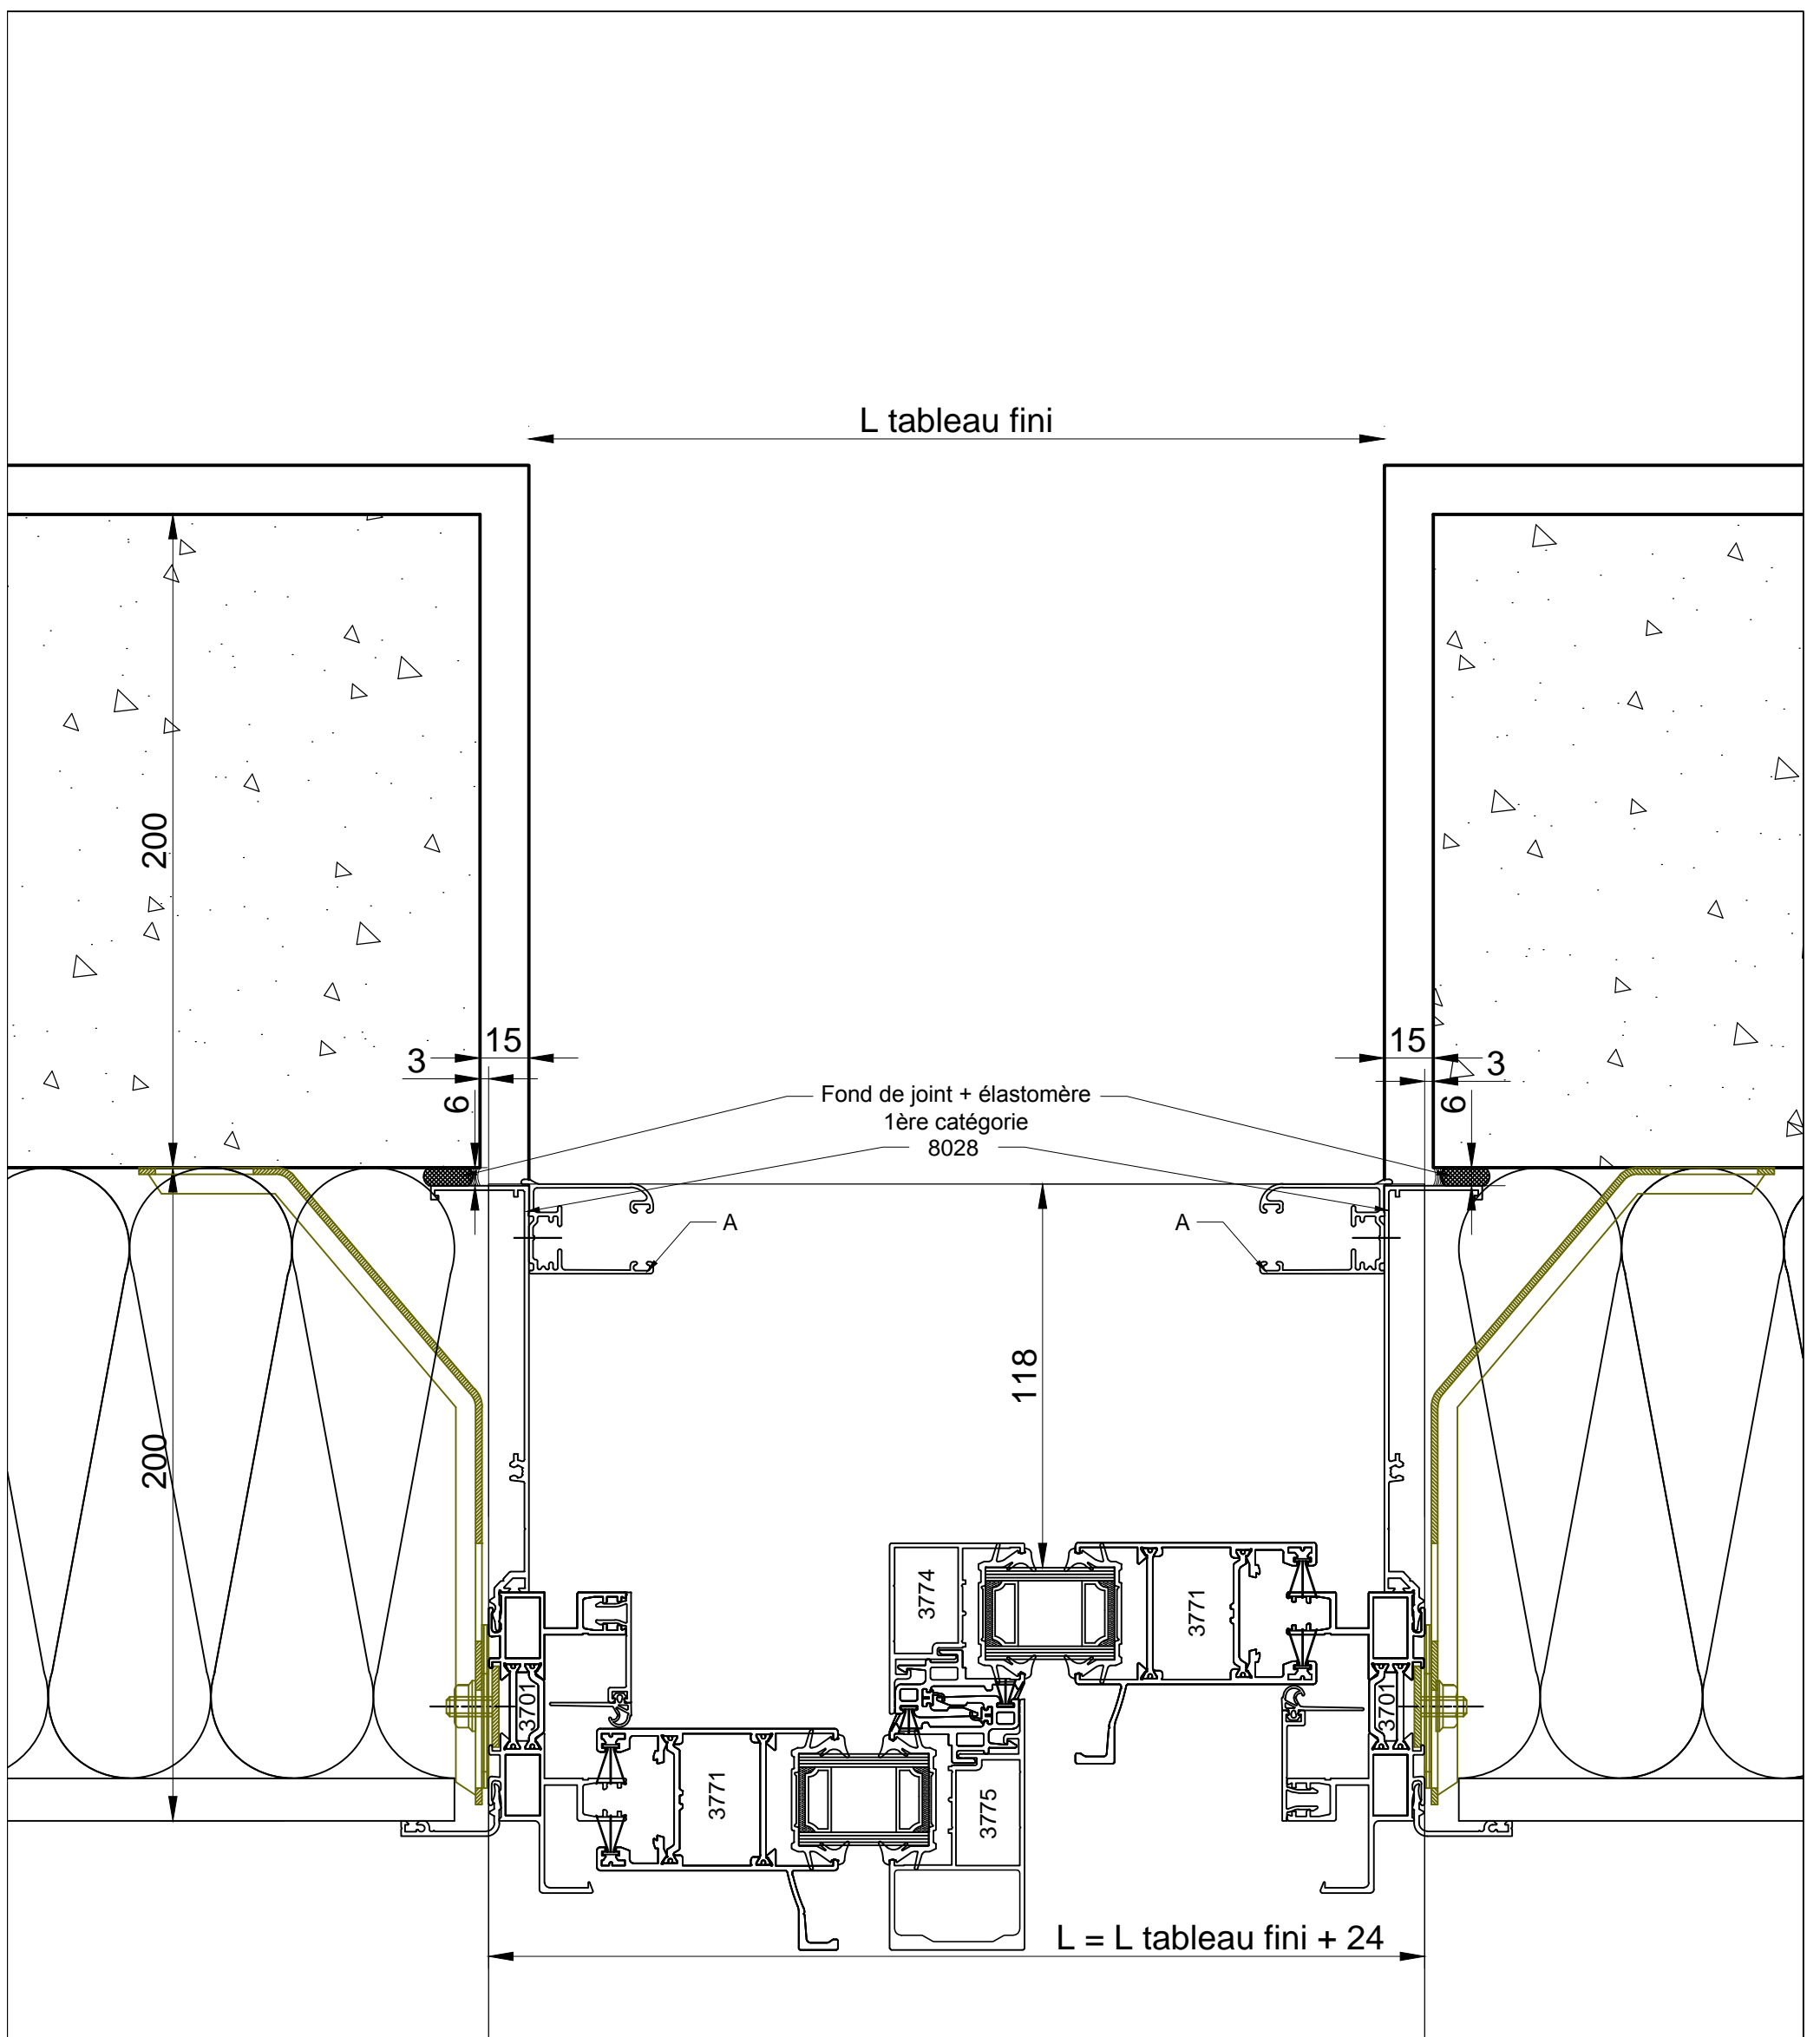 L tableau fini
200
15
3
6
15
3
6
Fond de joint + élastomère
1ère catégorie
8028
A
A
118
200
3774
3771
3701
3701
3771
3775
L = L tableau fini + 24